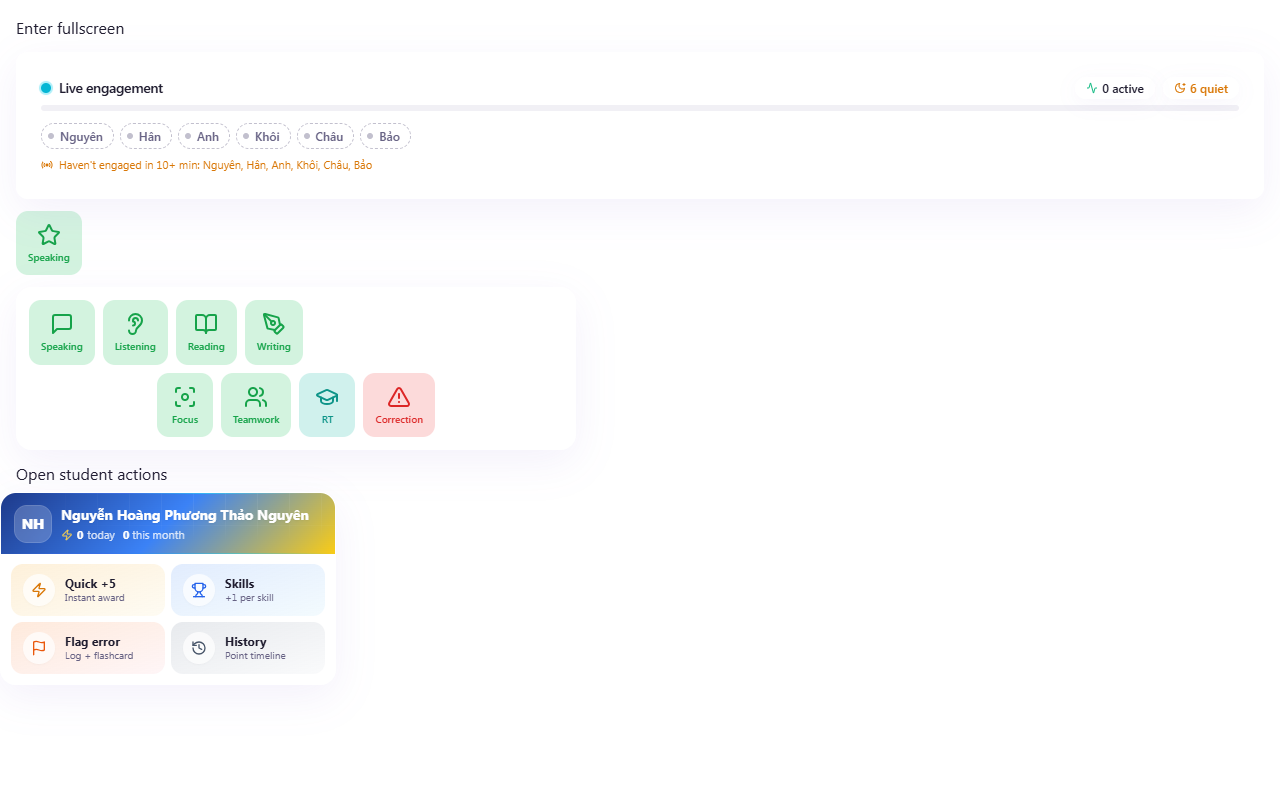 Enter fullscreen
Live engagement
0 active
6 quiet
Nguyên
Hân
Anh
Khôi
Châu
Bảo
Haven't engaged in 10+ min: Nguyên, Hân, Anh, Khôi, Châu, Bảo
Speaking
Speaking
Listening
Reading
Writing
Focus
Teamwork
RT
Correction
Open student actions
NH
Nguyễn Hoàng Phương Thảo Nguyên
0 today 0 this month
Quick +5
Instant award
Skills
+1 per skill
Flag error
Log + flashcard
History
Point timeline